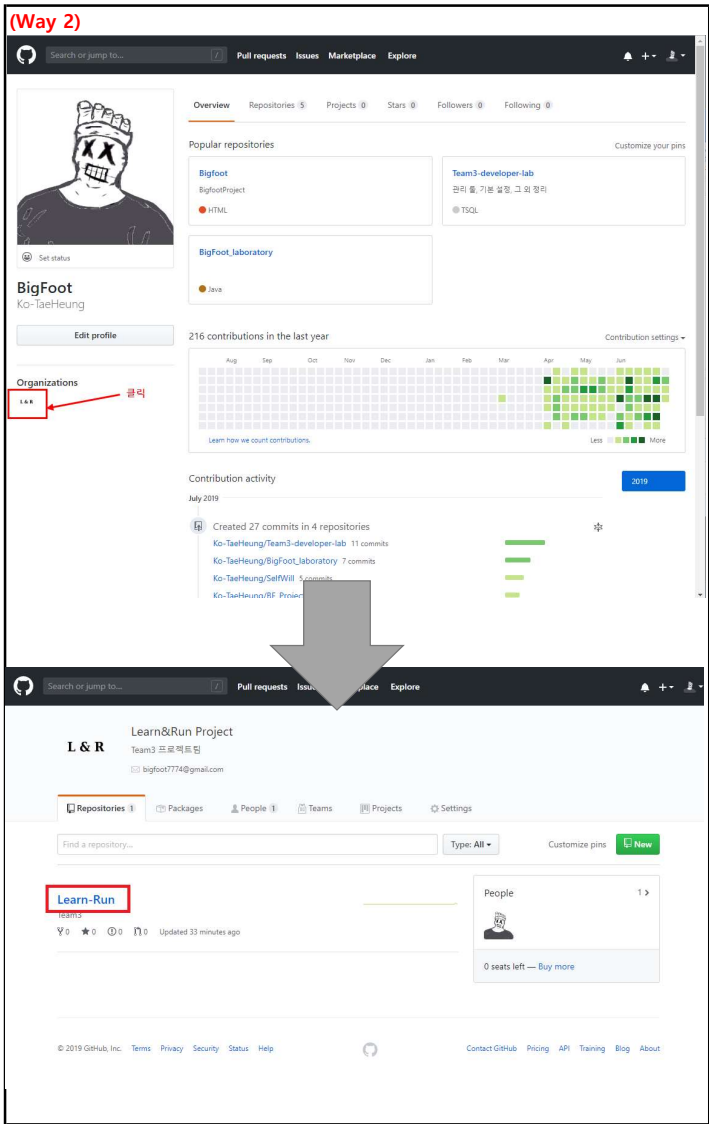 (Way 2)
Search or jump to... / Pull requests Issues Marketplace Explore
Overview Repositories 5 Projects 0 Stars 0 Followers 0 Following 0
Popular repositories Customize your pins
Bigfoot
BigfootProject
HTML
Team3-developer-lab
관리 툴, 기본 설정, 그 외 정리
TSQL
BigFoot_laboratory
Java
Set status
BigFoot
Ko-TaeHeung
Edit profile
Organizations
L & R
클릭
216 contributions in the last year Contribution settings
Aug Sep Oct Nov Dec Jan Feb Mar Apr May Jun
Learn how we count contributions. Less More
Contribution activity 2019
July 2019
Created 27 commits in 4 repositories
Ko-TaeHeung/Team3-developer-lab 11 commits
Ko-TaeHeung/BigFoot_laboratory 7 commits
Ko-TaeHeung/SelfWill 5 commits
Ko-TaeHeung/BF
Search or jump to... / Pull requests Explore
L & R
Learn&Run Project
Team3 프로젝트팀
bigfoot7774@gmail.com
Repositories 1 Packages People 1 Teams Projects Settings
Find a repository... Type: All Customize pins New
Learn-Run
Team3
0 0 0 0 Updated 33 minutes ago
People 1
0 seats left — Buy more
© 2019 GitHub, Inc. Terms Privacy Security Status Help Contact GitHub Pricing API Training Blog About